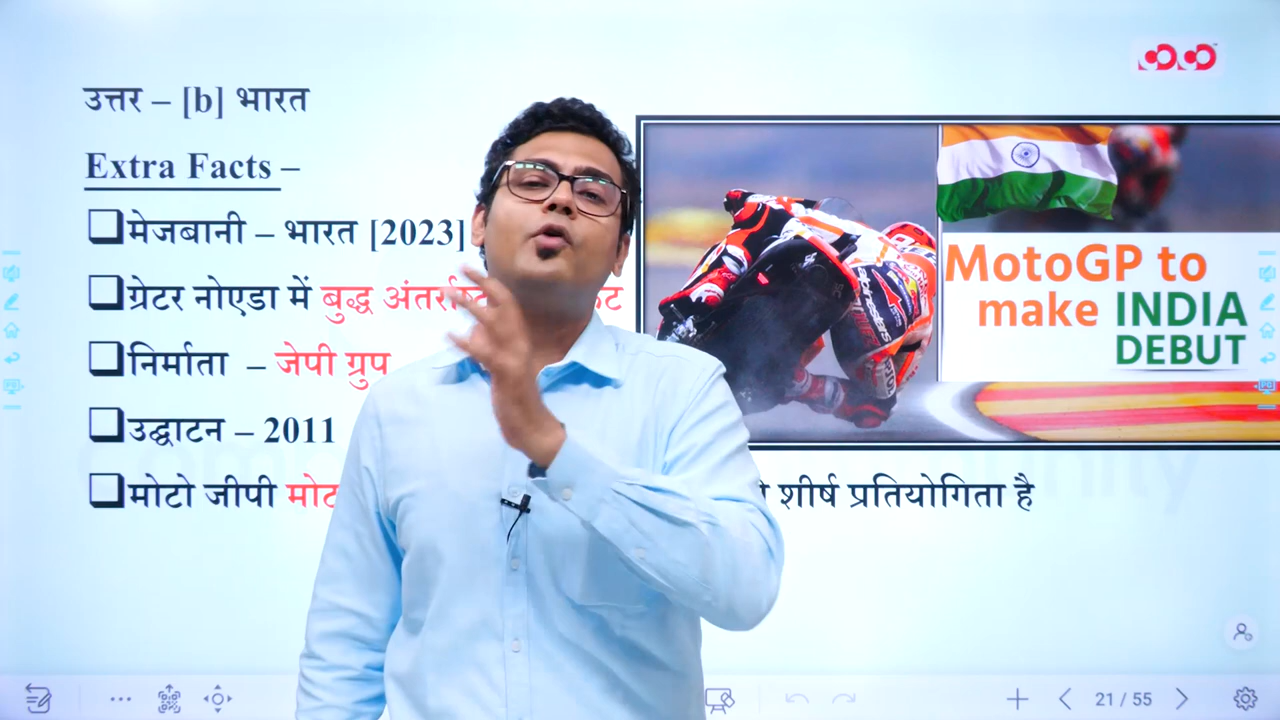 उत्तर – [b] भारत
Extra Facts –
मेजबानी – भारत [2023]
ग्रेटर नोएडा में बुद्ध
निर्माता – जेपी ग्रुप
उद्घाटन – 2011
मोटो जीपी शीर्ष प्रतियोगिता है
MotoGP to
make INDIA
DEBUT
21 / 55